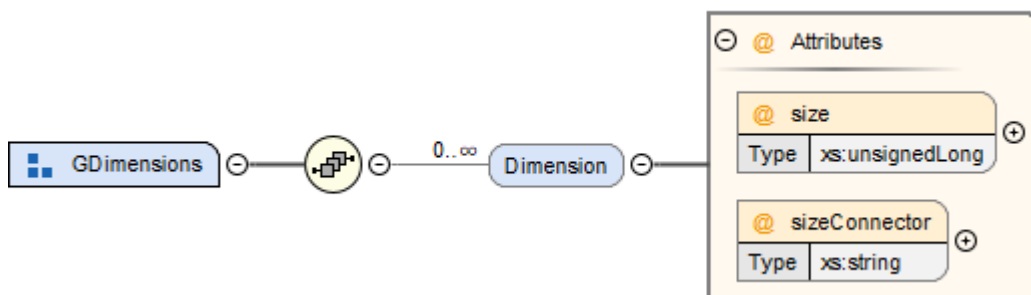 @ Attributes
@ size
Type xs:unsignedLong
GDimensions
0..∞
Dimension
@ sizeConnector
Type xs:string